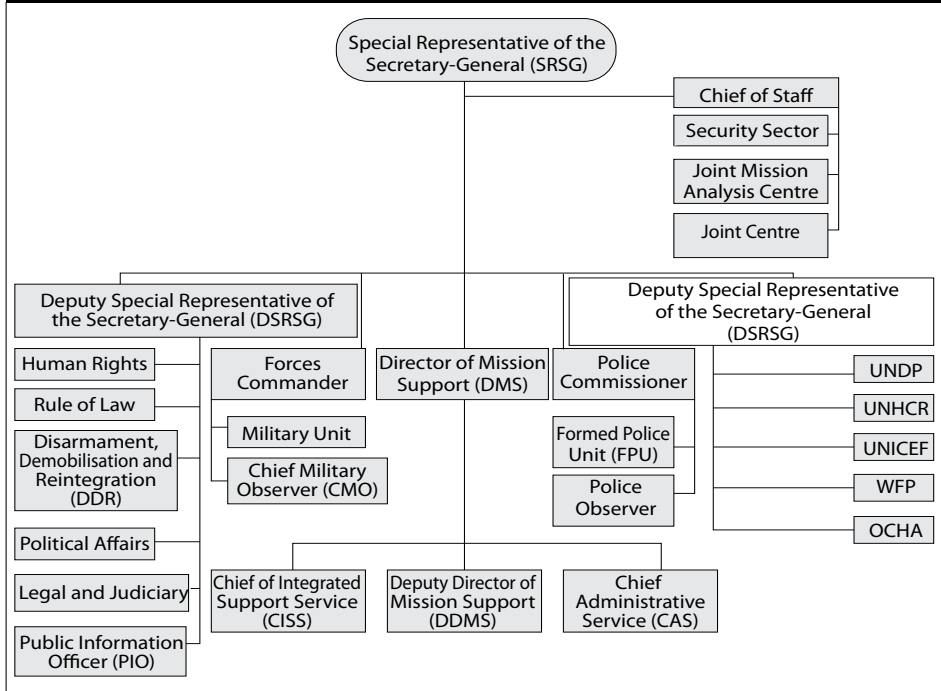 Special Representative of the
Secretary-General (SRSG)
Chief of Staff
Security Sector
Joint Mission
Analysis Centre
Joint Centre
Deputy Special Representative of
the Secretary-General (DSRSG)
Human Rights
Rule of Law
Disarmament,
Demobilisation and
Reintegration
(DDR)
Political Affairs
Legal and Judiciary
Public Information
Officer (PIO)
Forces
Commander
Military Unit
Chief Military
Observer (CMO)
Director of Mission
Support (DMS)
Chief of Integrated
Support Service
(CISS)
Deputy Director of
Mission Support
(DDMS)
Chief
Administrative
Service (CAS)
Police
Commissioner
Formed Police
Unit (FPU)
Police
Observer
Deputy Special Representative
of the Secretary-General
(DSRSG)
UNDP
UNHCR
UNICEF
WFP
OCHA